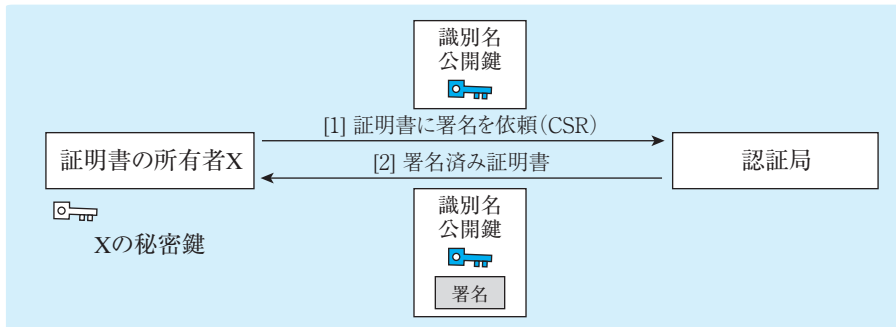 識別名
公開鍵
[1] 証明書に署名を依頼(CSR)
証明書の所有者X
認証局
[2] 署名済み証明書
Xの秘密鍵
識別名
公開鍵
署名